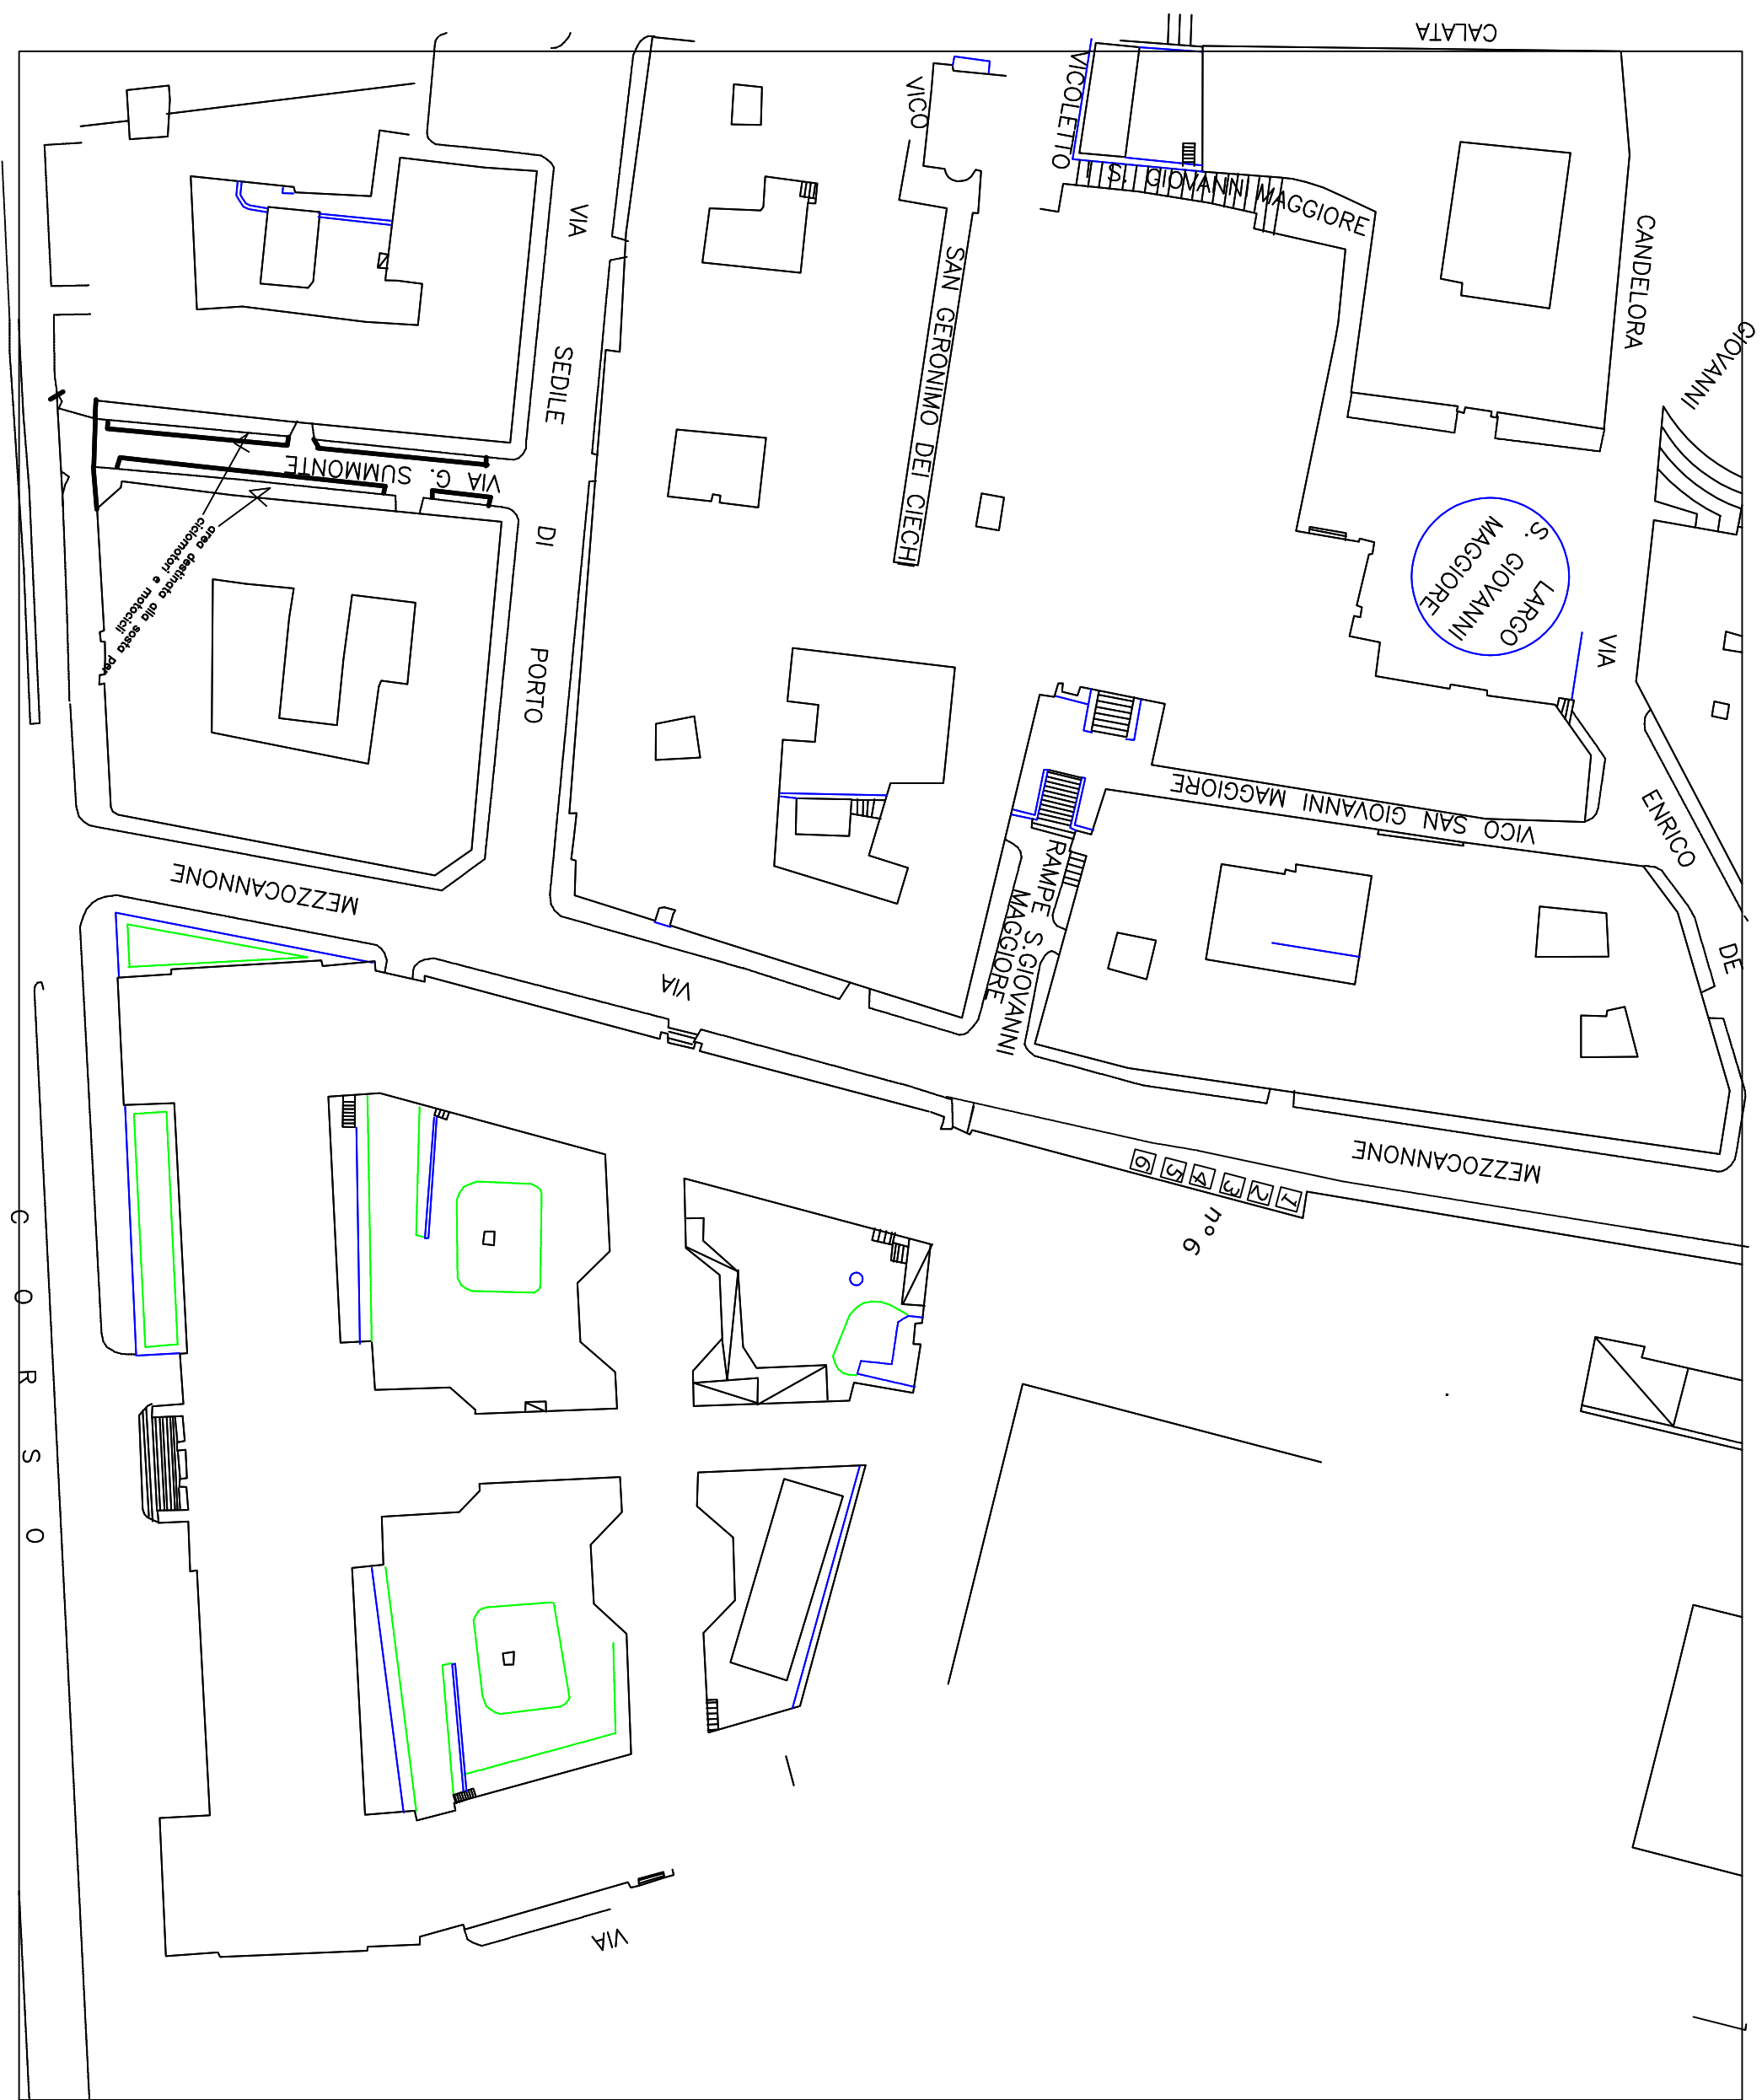 CALATA
VICO
VICOLETTO I S. GIOVANNI MAGGIORE
CANDELORA
GIOVANNI
VIA
SEDILE
DI
PORTO
SAN GERONIMO DEI CIECHI
VIA G. SUMMONTE
area destinata alla sosta per
ciclomotori e motocicli
LARGO
S. GIOVANNI
MAGGIORE
VIA
ENRICO
DE
VICO SAN GIOVANNI MAGGIORE
RAMPE S.GIOVANNI
MAGGIORE
MEZZOCANNONE
VIA
MEZZOCANNONE
1 2 3 4 5 6
n° 6
CORSO
VIA